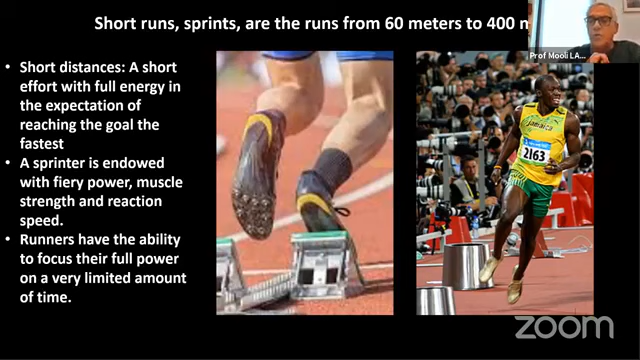 Short runs, sprints, are the runs from 60 meters to 400
Prof Mooli LA...
• Short distances: A short
effort with full energy in
the expectation of
reaching the goal the
fastest
• A sprinter is endowed
with fiery power, muscle
strength and reaction
speed.
• Runners have the ability
to focus their full power
on a very limited amount
of time.
Jamaica
2163
zoom